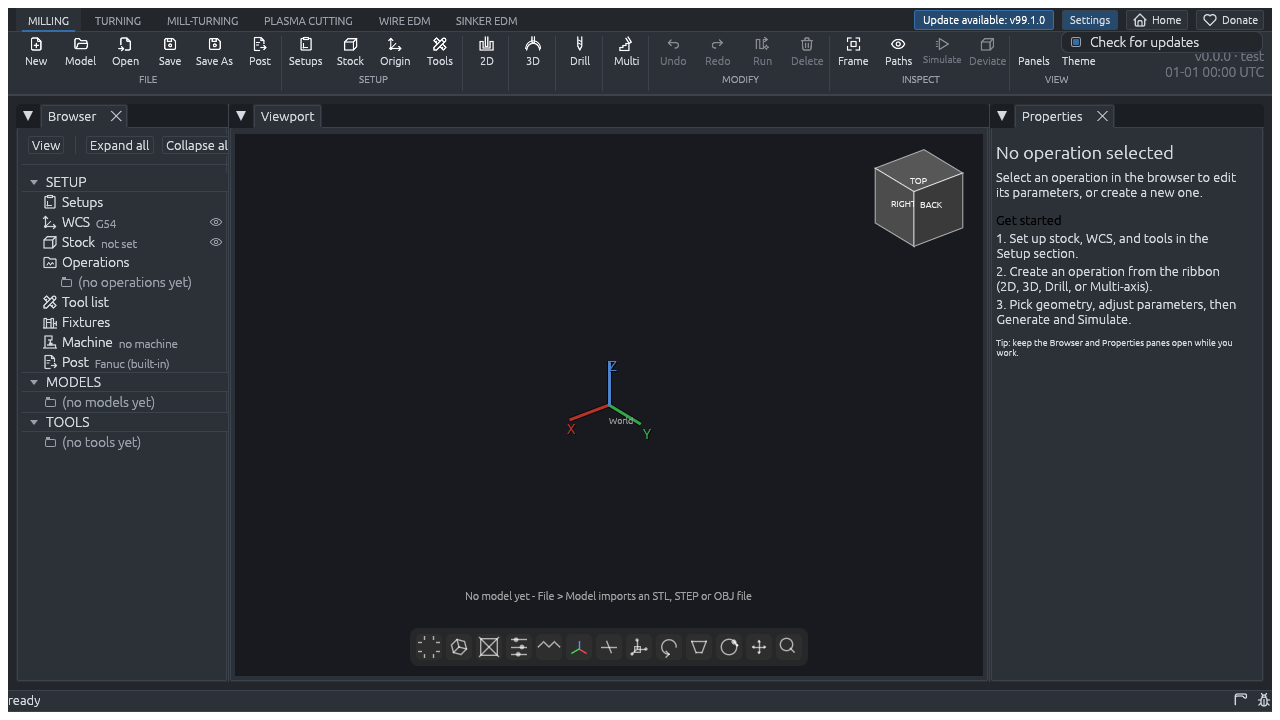 MILLING TURNING MILL-TURNING PLASMA CUTTING WIRE EDM SINKER EDM Update available: v99.1.0 Settings Home Donate
Check for updates
New Model Open Save Save As Post Setups Stock Origin Tools 2D 3D Drill Multi Undo Redo Run Delete Frame Paths Simulate Deviate Panels Theme
v0.0.0 · test
01-01 00:00 UTC
FILE SETUP MODIFY INSPECT VIEW
Browser Viewport Properties
View Expand all Collapse al
No operation selected
Select an operation in the browser to edit
its parameters, or create a new one.
Get started
1. Set up stock, WCS, and tools in the
Setup section.
2. Create an operation from the ribbon
(2D, 3D, Drill, or Multi-axis).
3. Pick geometry, adjust parameters, then
Generate and Simulate.
Tip: keep the Browser and Properties panes open while you
work.
SETUP
Setups
WCS G54
Stock not set
Operations
(no operations yet)
Tool list
Fixtures
Machine no machine
Post Fanuc (built-in)
MODELS
(no models yet)
TOOLS
(no tools yet)
TOP
RIGHT BACK
Z
World
X
Y
No model yet - File > Model imports an STL, STEP or OBJ file
ready